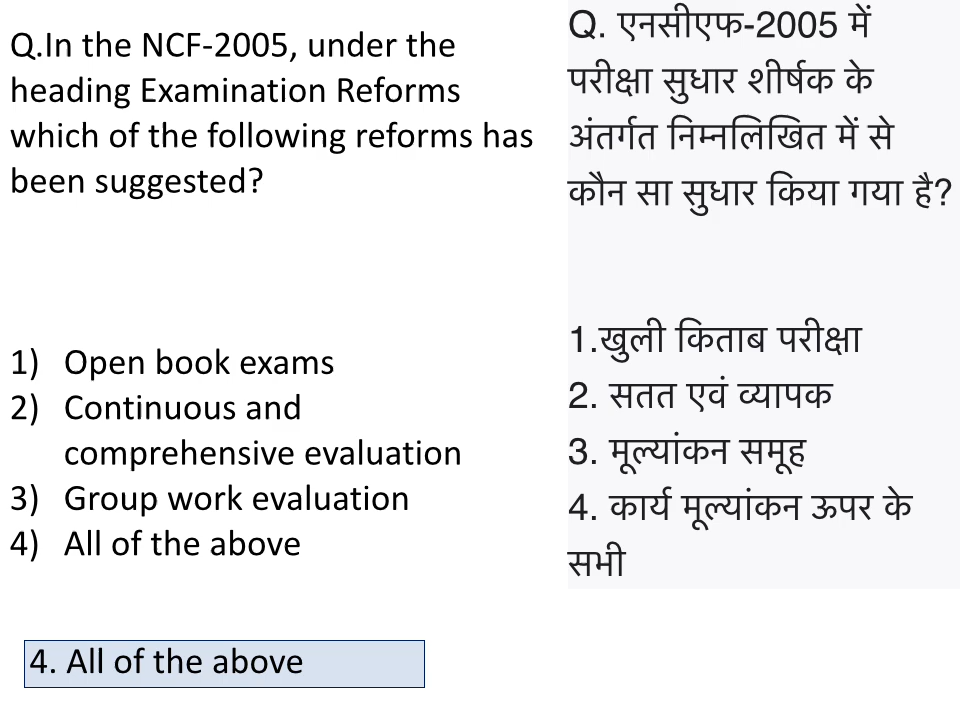 Q.In the NCF-2005, under the
heading Examination Reforms
which of the following reforms has
been suggested?
1) Open book exams
2) Continuous and
comprehensive evaluation
3) Group work evaluation
4) All of the above
4. All of the above
Q. एनसीएफ-2005 में
परीक्षा सुधार शीर्षक के
अंतर्गत निम्नलिखित में से
कौन सा सुधार किया गया है?
1.खुली किताब परीक्षा
2. सतत एवं व्यापक
3. मूल्यांकन समूह
4. कार्य मूल्यांकन ऊपर के
सभी